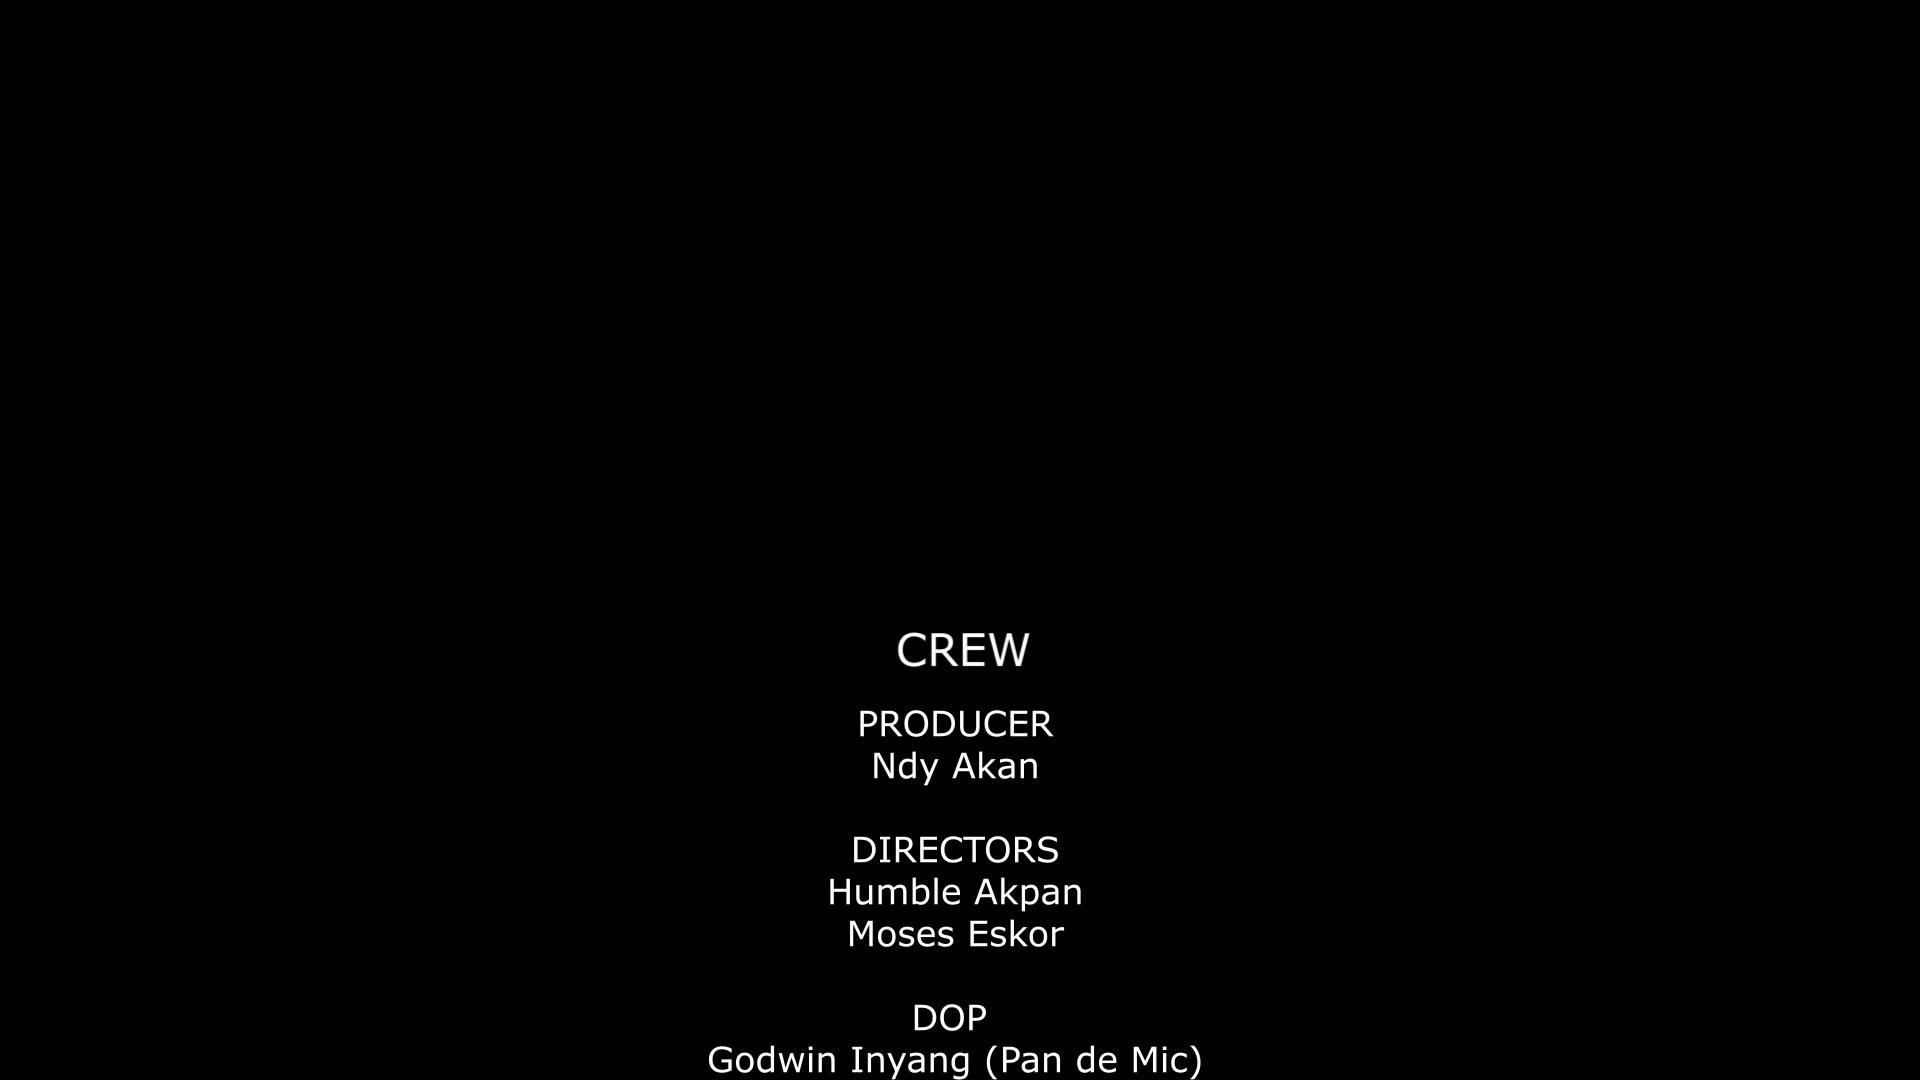 CREW
PRODUCER
Ndy Akan
DIRECTORS
Humble Akpan
Moses Eskor
DOP
Godwin Inyang (Pan de Mic)